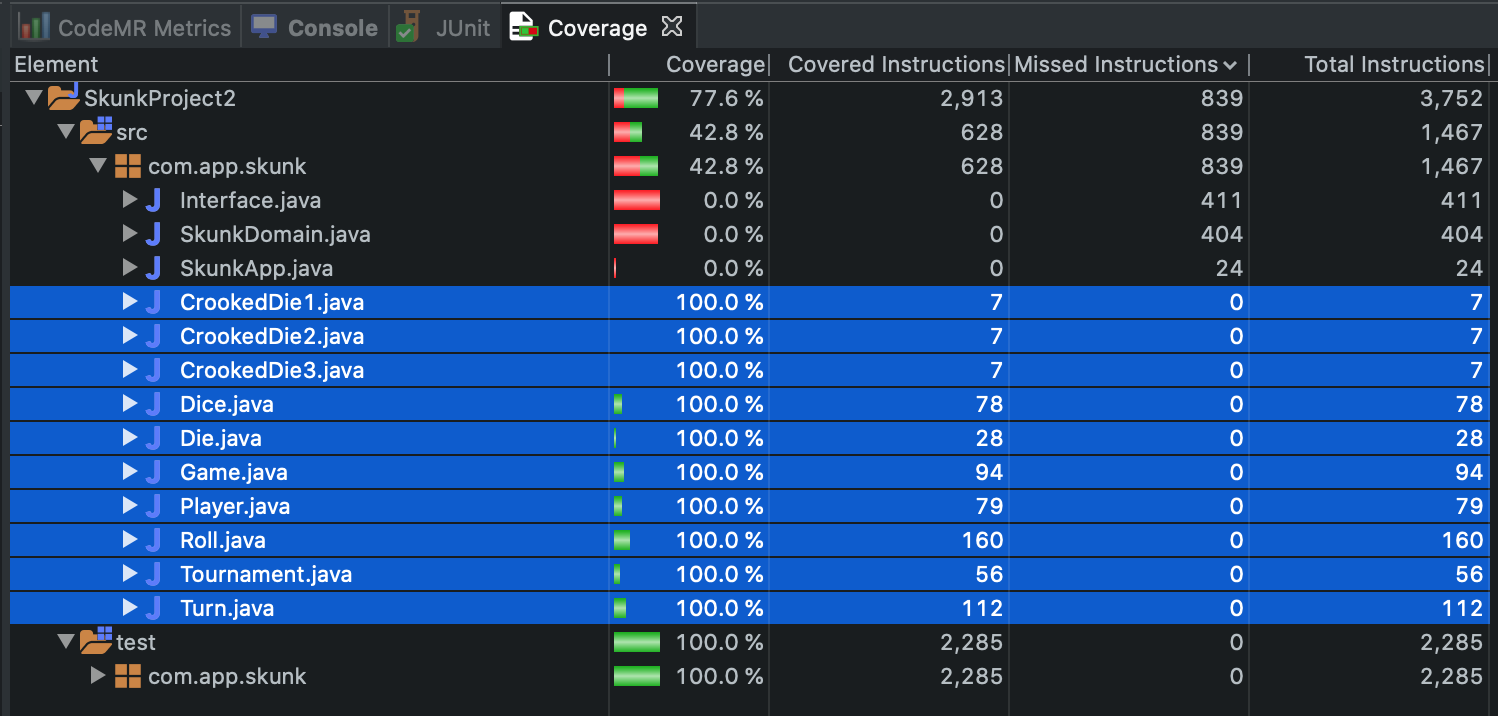 CodeMR Metrics Console JUnit Coverage
Element Coverage Covered Instructions Missed Instructions Total Instructions
SkunkProject2 77.6 % 2,913 839 3,752
src 42.8 % 628 839 1,467
com.app.skunk 42.8 % 628 839 1,467
Interface.java 0.0 % 0 411 411
SkunkDomain.java 0.0 % 0 404 404
SkunkApp.java 0.0 % 0 24 24
CrookedDie1.java 100.0 % 7 0 7
CrookedDie2.java 100.0 % 7 0 7
CrookedDie3.java 100.0 % 7 0 7
Dice.java 100.0 % 78 0 78
Die.java 100.0 % 28 0 28
Game.java 100.0 % 94 0 94
Player.java 100.0 % 79 0 79
Roll.java 100.0 % 160 0 160
Tournament.java 100.0 % 56 0 56
Turn.java 100.0 % 112 0 112
test 100.0 % 2,285 0 2,285
com.app.skunk 100.0 % 2,285 0 2,285